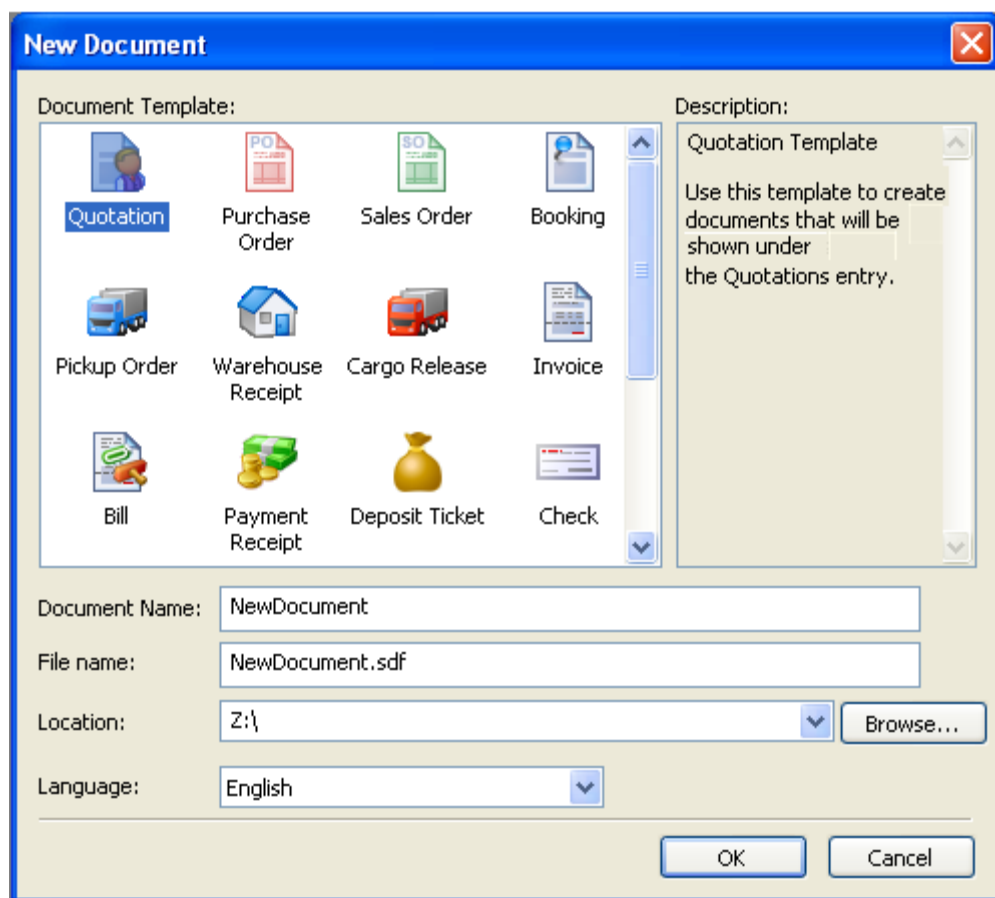 New Document
Document Template:
Description:
PO
SO
Quotation
Purchase
Order
Sales Order
Booking
Pickup Order
Warehouse
Receipt
Cargo Release
Invoice
Bill
Payment
Receipt
Deposit Ticket
Check
Quotation Template
Use this template to create
documents that will be
shown under
the Quotations entry.
Document Name:
NewDocument
File name:
NewDocument.sdf
Location:
Z:\
Browse...
Language:
English
OK
Cancel